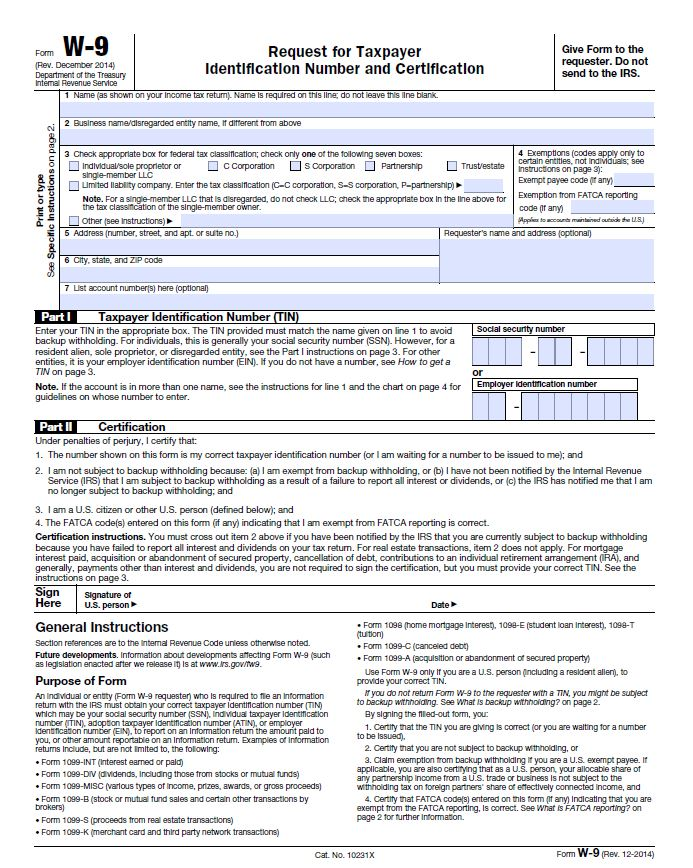 Form W-9
(Rev. December 2014)
Department of the Treasury
Internal Revenue Service
Request for Taxpayer
Identification Number and Certification
Give Form to the
requester. Do not
send to the IRS.
Print or type
See Specific Instructions on page 2.
1 Name (as shown on your income tax return). Name is required on this line; do not leave this line blank.
2 Business name/disregarded entity name, if different from above
3 Check appropriate box for federal tax classification; check only one of the following seven boxes:
Individual/sole proprietor or
single-member LLC
C Corporation
S Corporation
Partnership
Trust/estate
Limited liability company. Enter the tax classification (C=C corporation, S=S corporation, P=partnership) ▶
Note. For a single-member LLC that is disregarded, do not check LLC; check the appropriate box in the line above for
the tax classification of the single-member owner.
Other (see instructions) ▶
4 Exemptions (codes apply only to
certain entities, not individuals; see
instructions on page 3):
Exempt payee code (if any)
Exemption from FATCA reporting
code (if any)
(Applies to accounts maintained outside the U.S.)
5 Address (number, street, and apt. or suite no.)
Requester's name and address (optional)
6 City, state, and ZIP code
7 List account number(s) here (optional)
Part I Taxpayer Identification Number (TIN)
Enter your TIN in the appropriate box. The TIN provided must match the name given on line 1 to avoid
backup withholding. For individuals, this is generally your social security number (SSN). However, for a
resident alien, sole proprietor, or disregarded entity, see the Part I instructions on page 3. For other
entities, it is your employer identification number (EIN). If you do not have a number, see How to get a
TIN on page 3.
Note. If the account is in more than one name, see the instructions for line 1 and the chart on page 4 for
guidelines on whose number to enter.
Social security number
– –
or
Employer identification number
–
Part II Certification
Under penalties of perjury, I certify that:
1. The number shown on this form is my correct taxpayer identification number (or I am waiting for a number to be issued to me); and
2. I am not subject to backup withholding because: (a) I am exempt from backup withholding, or (b) I have not been notified by the Internal Revenue
Service (IRS) that I am subject to backup withholding as a result of a failure to report all interest or dividends, or (c) the IRS has notified me that I am
no longer subject to backup withholding; and
3. I am a U.S. citizen or other U.S. person (defined below); and
4. The FATCA code(s) entered on this form (if any) indicating that I am exempt from FATCA reporting is correct.
Certification instructions. You must cross out item 2 above if you have been notified by the IRS that you are currently subject to backup withholding
because you have failed to report all interest and dividends on your tax return. For real estate transactions, item 2 does not apply. For mortgage
interest paid, acquisition or abandonment of secured property, cancellation of debt, contributions to an individual retirement arrangement (IRA), and
generally, payments other than interest and dividends, you are not required to sign the certification, but you must provide your correct TIN. See the
instructions on page 3.
Sign
Here
Signature of
U.S. person ▶
Date ▶
General Instructions
Section references are to the Internal Revenue Code unless otherwise noted.
Future developments. Information about developments affecting Form W-9 (such
as legislation enacted after we release it) is at www.irs.gov/fw9.
Purpose of Form
An individual or entity (Form W-9 requester) who is required to file an information
return with the IRS must obtain your correct taxpayer identification number (TIN)
which may be your social security number (SSN), individual taxpayer identification
number (ITIN), adoption taxpayer identification number (ATIN), or employer
identification number (EIN), to report on an information return the amount paid to
you, or other amount reportable on an information return. Examples of information
returns include, but are not limited to, the following:
• Form 1099-INT (interest earned or paid)
• Form 1099-DIV (dividends, including those from stocks or mutual funds)
• Form 1099-MISC (various types of income, prizes, awards, or gross proceeds)
• Form 1099-B (stock or mutual fund sales and certain other transactions by
brokers)
• Form 1099-S (proceeds from real estate transactions)
• Form 1099-K (merchant card and third party network transactions)
• Form 1098 (home mortgage interest), 1098-E (student loan interest), 1098-T
(tuition)
• Form 1099-C (canceled debt)
• Form 1099-A (acquisition or abandonment of secured property)
Use Form W-9 only if you are a U.S. person (including a resident alien), to
provide your correct TIN.
If you do not return Form W-9 to the requester with a TIN, you might be subject
to backup withholding. See What is backup withholding? on page 2.
By signing the filled-out form, you:
1. Certify that the TIN you are giving is correct (or you are waiting for a number
to be issued),
2. Certify that you are not subject to backup withholding, or
3. Claim exemption from backup withholding if you are a U.S. exempt payee. If
applicable, you are also certifying that as a U.S. person, your allocable share of
any partnership income from a U.S. trade or business is not subject to the
withholding tax on foreign partners' share of effectively connected income, and
4. Certify that FATCA code(s) entered on this form (if any) indicating that you are
exempt from the FATCA reporting, is correct. See What is FATCA reporting? on
page 2 for further information.
Cat. No. 10231X
Form W-9 (Rev. 12-2014)